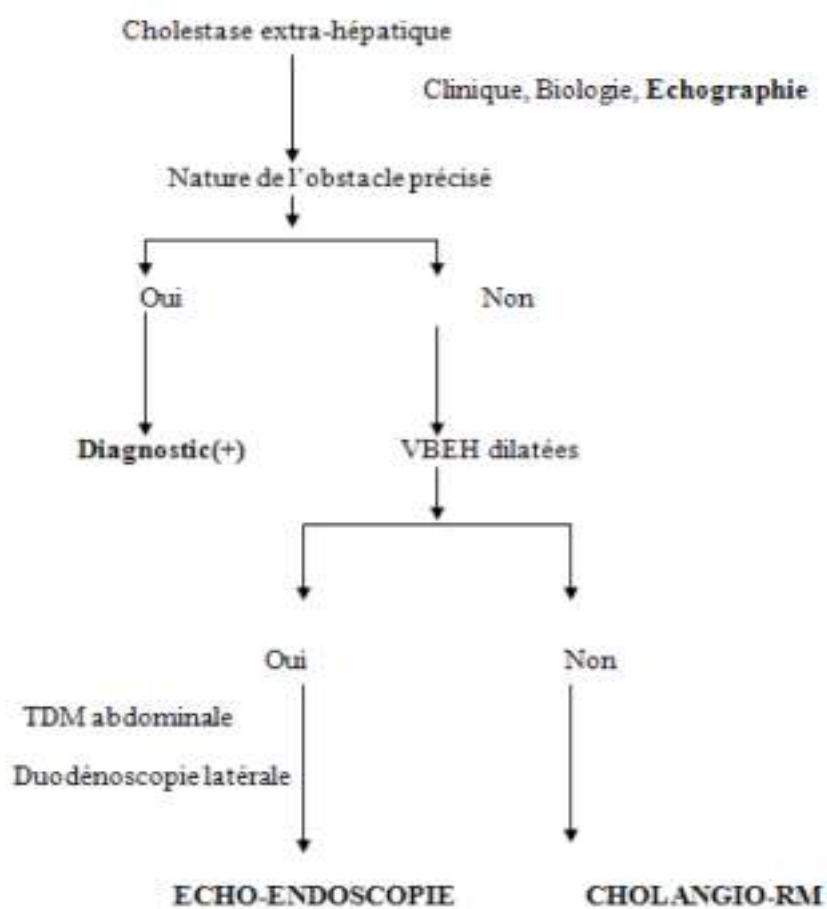 Cholestase extra-hépatique
Clinique, Biologie, Echographie
Nature de l'obstacle précisé
Oui
Non
Diagnostic(+)
VBEH dilatées
Oui
Non
TDM abdominale
Duodénoscopie latérale
ECHO-ENDOSCOPIE
CHOLANGIO-RM